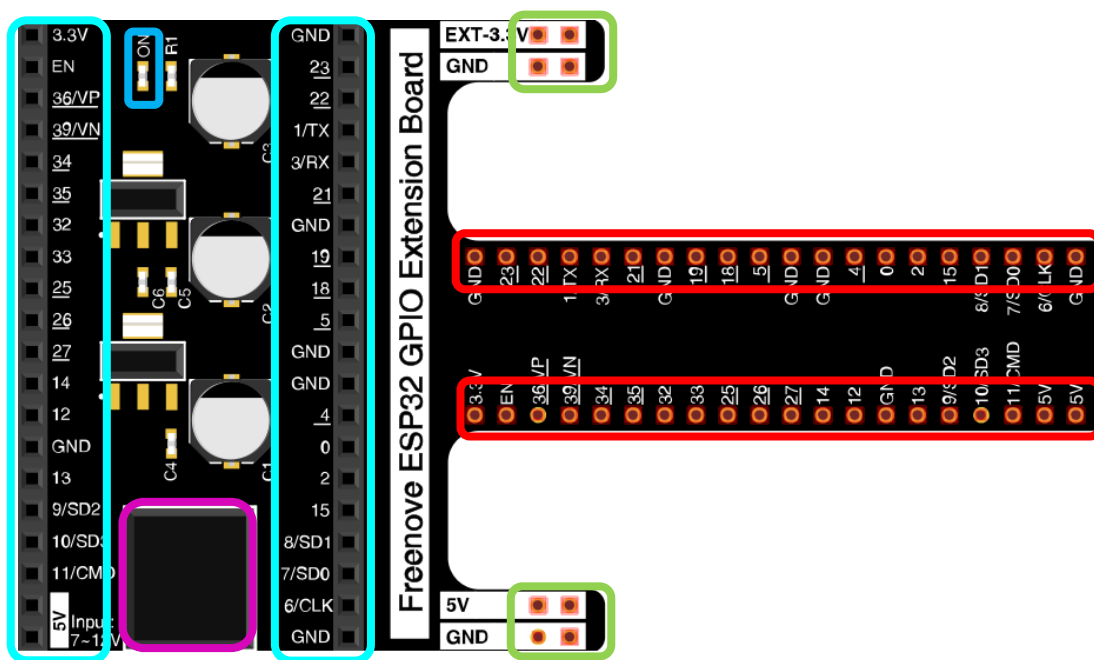 3.3V
EN
36/VP
39/VN
34
35
32
33
25
26
27
14
12
GND
13
9/SD2
10/SD3
11/CMD
5V
Input:
7~12V
ON
R1
C3
C6
C5
C2
C4
C1
GND
23
22
1/TX
3/RX
21
GND
19
18
5
GND
GND
4
0
2
15
8/SD1
7/SD0
6/CLK
GND
Freenove ESP32 GPIO Extension Board
EXT-3.3V
GND
GND 23 22 1/TX 3/RX 21 GND 19 18 5 GND GND 4 0 2 15 8/SD1 7/SD0 6/CLK GND
3.3V EN 36/VP 39/VN 34 35 32 33 25 26 27 14 12 GND 13 9/SD2 10/SD3 11/CMD 5V 5V
5V
GND